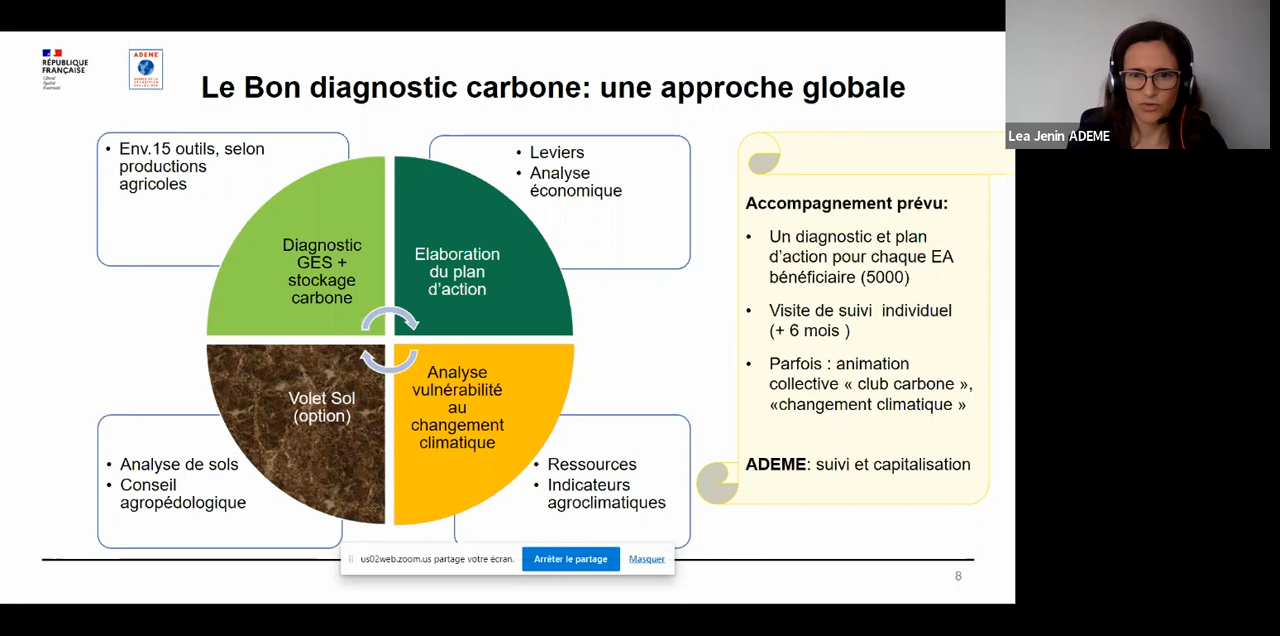 RÉPUBLIQUE
FRANÇAISE
Liberté
Égalité
Fraternité
ADEME
Le Bon diagnostic carbone: une approche globale
Lea Jenin ADEME
• Env.15 outils, selon
productions
agricoles
• Leviers
• Analyse
économique
Diagnostic
GES +
stockage
carbone
Elaboration
du plan
d’action
Volet Sol
(option)
Analyse
vulnérabilité
au
changement
climatique
• Analyse de sols
• Conseil
agropédologique
• Ressources
• Indicateurs
agroclimatiques
Accompagnement prévu:
• Un diagnostic et plan
d’action pour chaque EA
bénéficiaire (5000)
• Visite de suivi individuel
(+ 6 mois )
• Parfois : animation
collective « club carbone »,
«changement climatique »
ADEME: suivi et capitalisation
us02web.zoom.us partage votre écran.
Arrêter le partage
Masquer
8